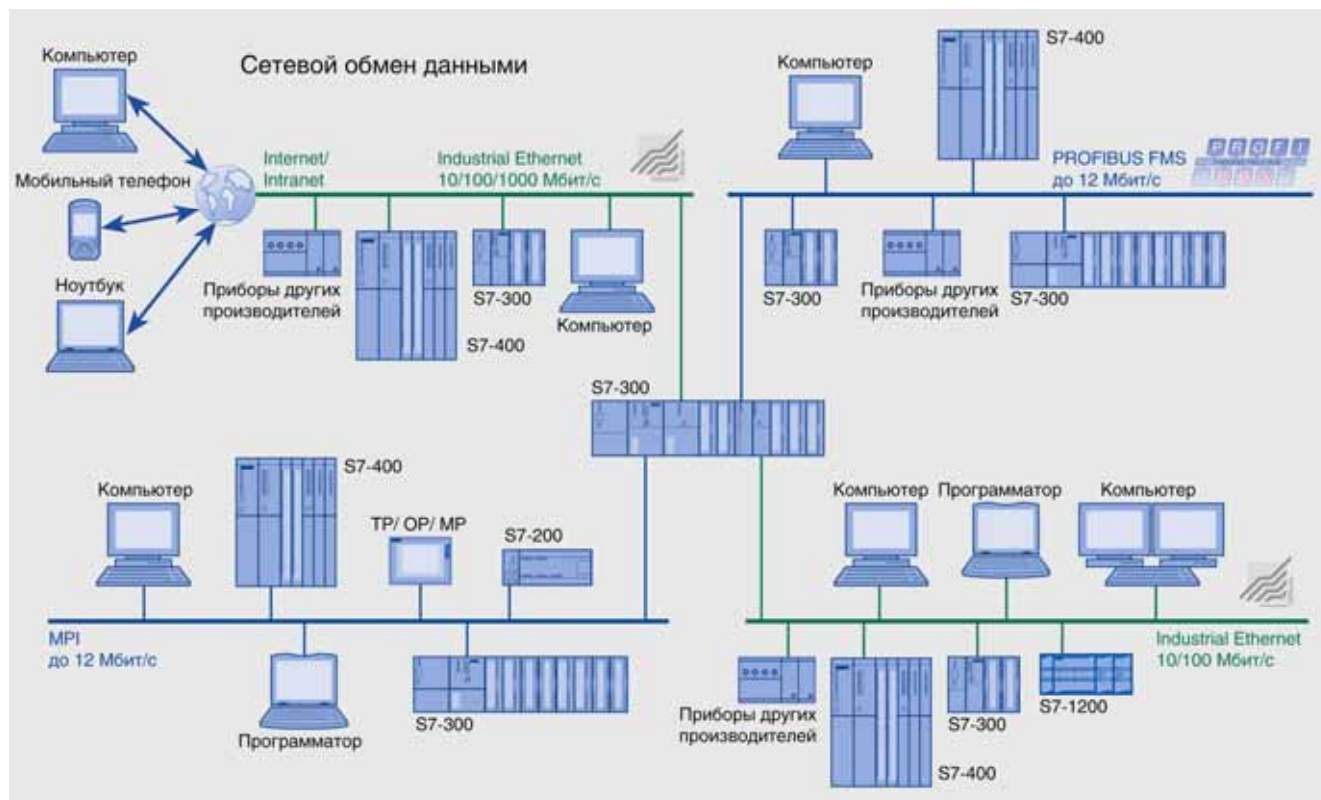 Сетевой обмен данными
Компьютер
Мобильный телефон
Ноутбук
Internet/
Intranet
Industrial Ethernet
10/100/1000 Мбит/с
Приборы других
производителей
S7-400
S7-300
Компьютер
Компьютер
S7-400
PROFIBUS FMS
до 12 Мбит/с
PROFI
S7-300
Приборы других
производителей
S7-300
S7-300
Компьютер
S7-400
TP/ OP/ MP
S7-200
MPI
до 12 Мбит/с
Программатор
S7-300
Компьютер
Программатор
Компьютер
Industrial Ethernet
10/100 Мбит/с
Приборы других
производителей
S7-400
S7-300
S7-1200